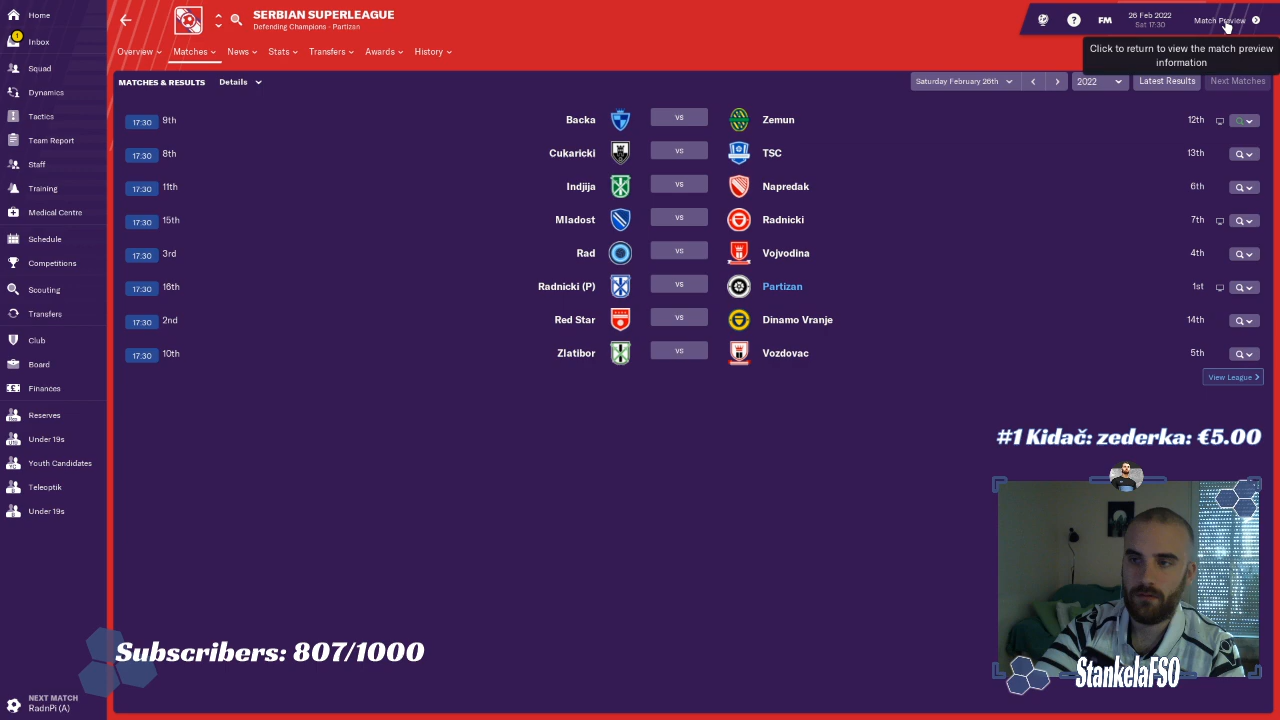 SERBIAN SUPERLEAGUE
Defending Champions - Partizan
26 Feb 2022
Sat 17:30
FM
Match Preview
Click to return to view the match preview information
Home
Inbox
1
Squad
Dynamics
Tactics
Team Report
Staff
Training
Medical Centre
Schedule
Competitions
Scouting
Transfers
Club
Board
Finances
Reserves
Under 19s
Youth Candidates
Teleoptik
Under 19s
NEXT MATCH
RadnPi (A)
Overview Matches News Stats Transfers Awards History
MATCHES & RESULTS Details Saturday February 26th 2022 Latest Results Next Matches
17:30 9th Backa vs Zemun 12th
17:30 8th Cukaricki vs TSC 13th
17:30 11th Indjija vs Napredak 6th
17:30 15th Mladost vs Radnicki 7th
17:30 3rd Rad vs Vojvodina 4th
17:30 16th Radnicki (P) vs Partizan 1st
17:30 2nd Red Star vs Dinamo Vranje 14th
17:30 10th Zlatibor vs Vozdovac 5th
View League
#1 Kidač: zederka: €5.00
Subscribers: 807/1000
StankelaFSO